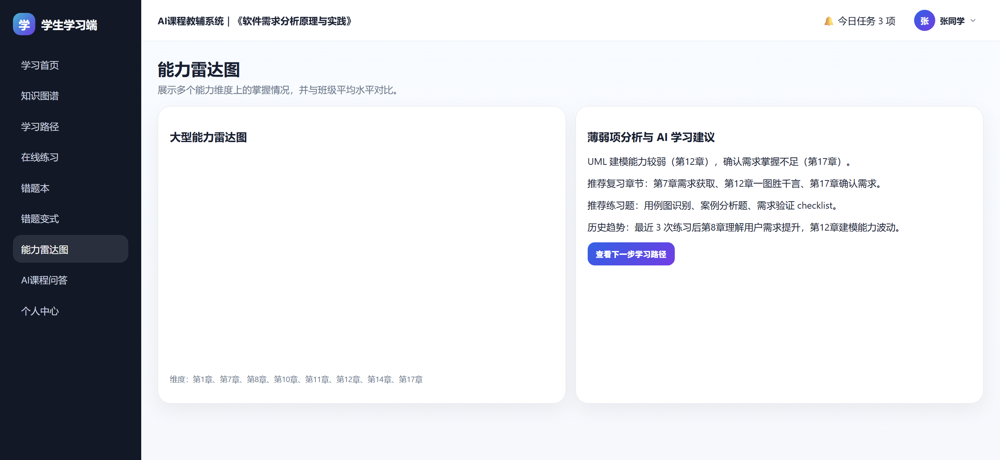 学 学生学习端
学习首页
知识图谱
学习路径
在线练习
错题本
错题变式
能力雷达图
AI课程问答
个人中心
AI课程教辅系统 | 《软件需求分析原理与实践》
今日任务 3 项
张 张同学
能力雷达图
展示多个能力维度上的掌握情况，并与班级平均水平对比。
大型能力雷达图
维度：第1章、第7章、第8章、第10章、第11章、第12章、第14章、第17章
薄弱项分析与 AI 学习建议
UML 建模能力较弱（第12章），确认需求掌握不足（第17章）。
推荐复习章节：第7章需求获取、第12章一图胜千言、第17章确认需求。
推荐练习题：用例图识别、案例分析题、需求验证 checklist。
历史趋势：最近 3 次练习后第8章理解用户需求提升，第12章建模能力波动。
查看下一步学习路径